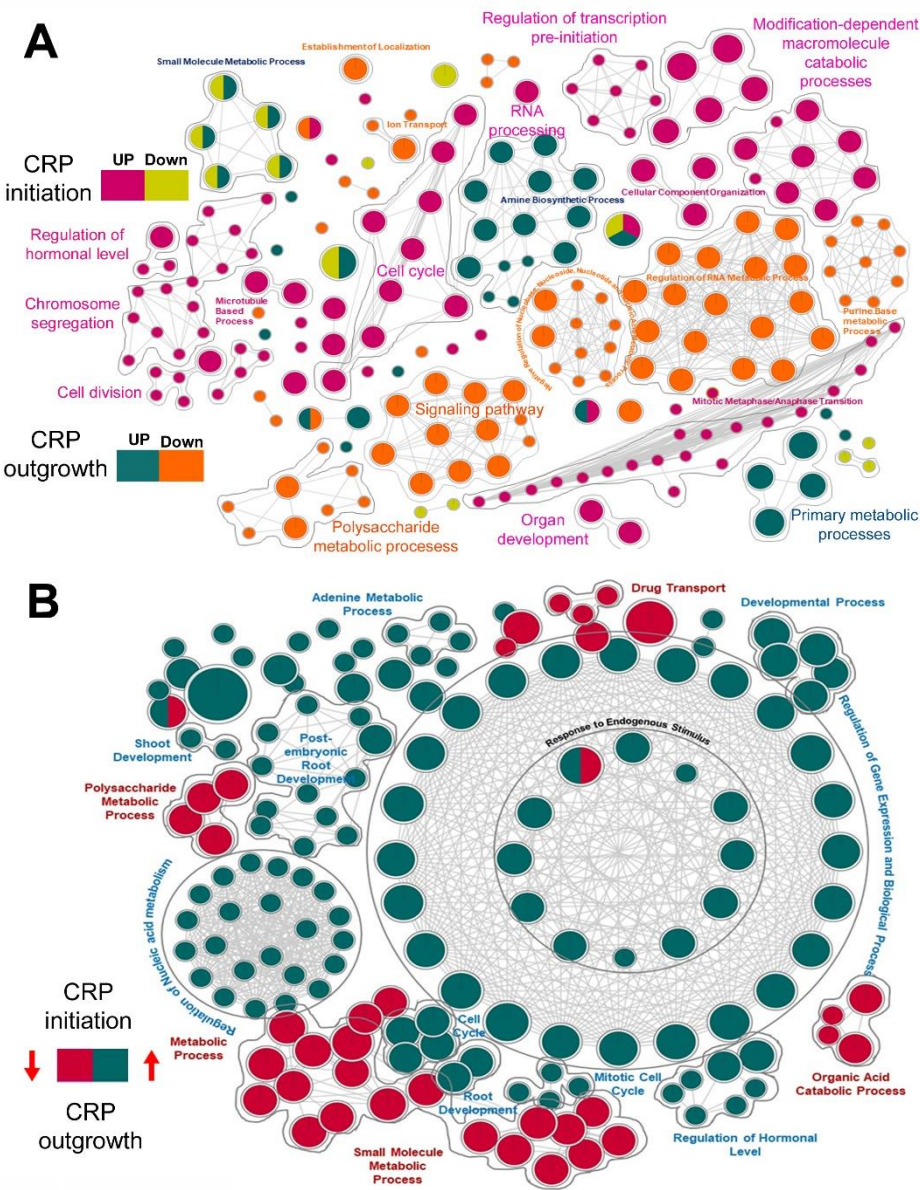 A
Regulation of transcription
pre-initiation
Modification-dependent
macromolecule
catabolic
processes
Establishment of Localization
Small Molecule Metabolic Process
Ion Transport
RNA
processing
CRP
initiation
UP Down
Amine Biosynthetic Process
Cellular Component Organization
Regulation of
hormonal level
Cell cycle
Regulation of RNA Metabolic Process
Chromosome
segregation
Microtubule
Based
Process
Purine Base
metabolic
Process
Cell division
Signaling pathway
Mitotic Metaphase/Anaphase Transition
CRP
outgrowth
UP Down
Polysaccharide
metabolic procesess
Organ
development
Primary metabolic
processes
B
Adenine Metabolic
Process
Drug Transport
Developmental Process
Response to Endogenous Stimulus
Shoot
Development
Post-
embryonic
Root
Development
Regulation of Gene Expression and Biological Process
Polysaccharide
Metabolic
Process
Regulation of Nucleic acid metabolism
CRP
initiation
CRP
outgrowth
Metabolic
Process
Cell
Cycle
Mitotic Cell
Cycle
Root
Development
Organic Acid
Catabolic Process
Regulation of Hormonal
Level
Small Molecule
Metabolic
Process